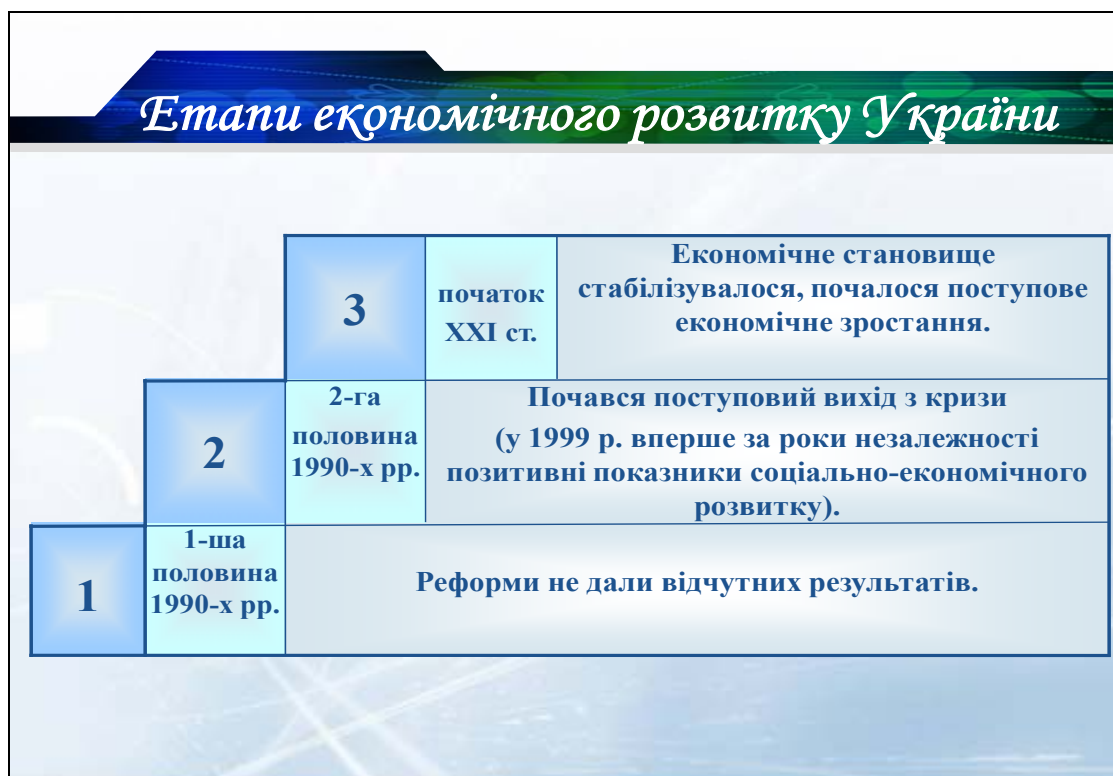 Етапи економічного розвитку України
3
початок
ХХІ ст.
Економічне становище
стабілізувалося, почалося поступове
економічне зростання.
2
2-га
половина
1990-х рр.
Почався поступовий вихід з кризи
(у 1999 р. вперше за роки незалежності
позитивні показники соціально-економічного
розвитку).
1
1-ша
половина
1990-х рр.
Реформи не дали відчутних результатів.